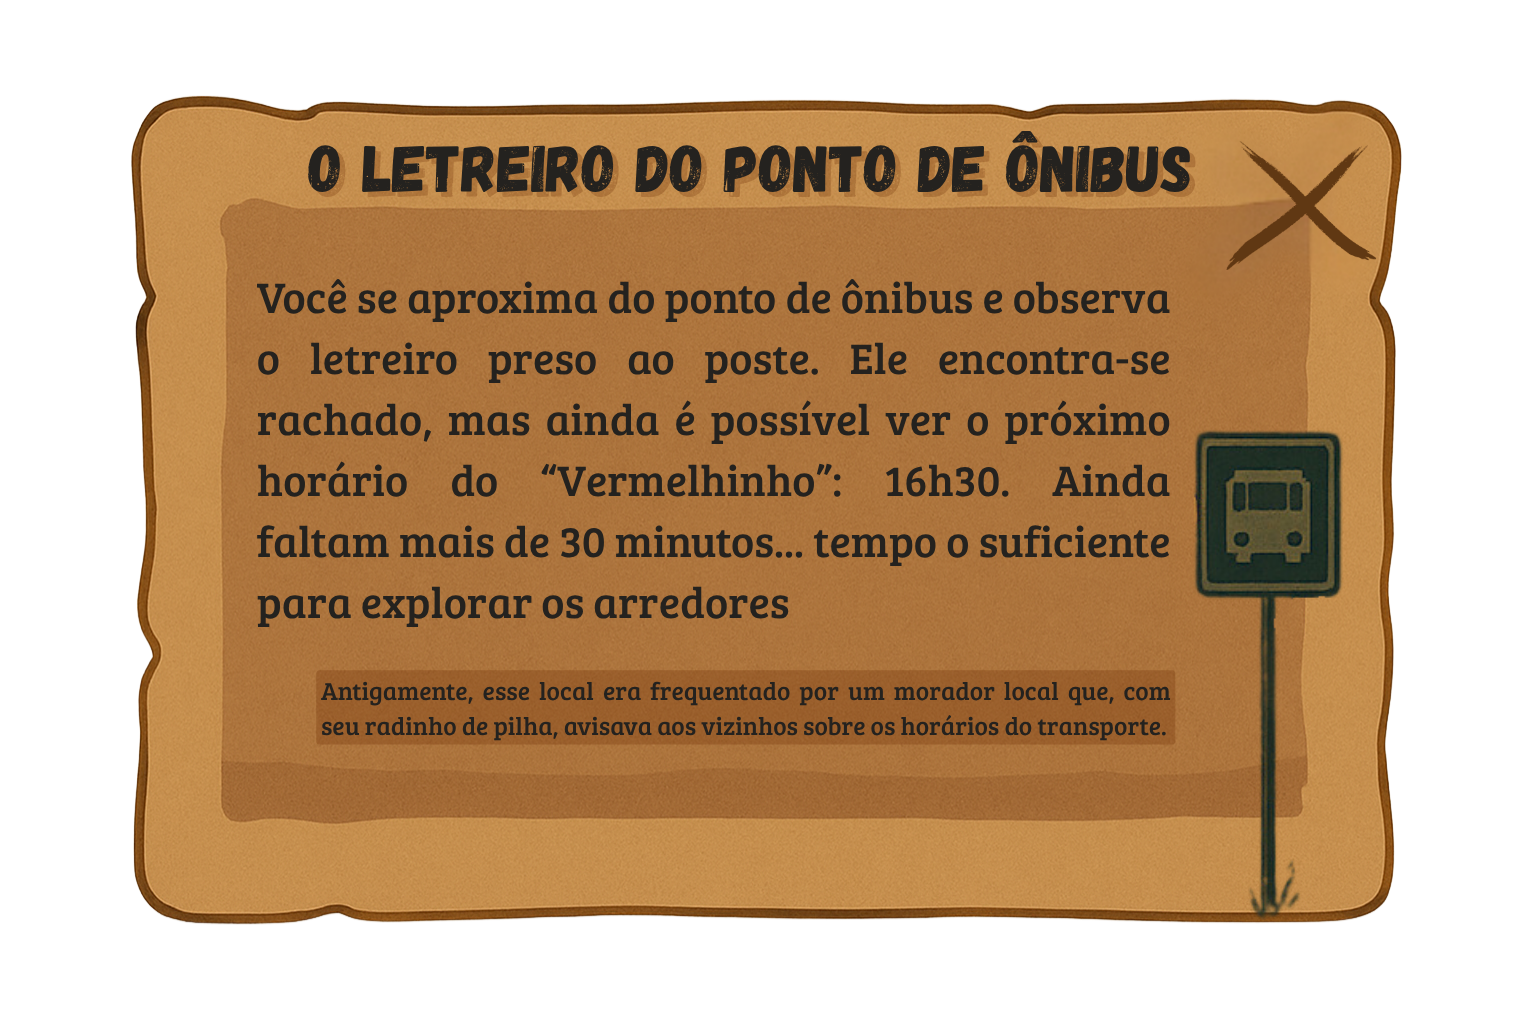 O LETREIRO DO PONTO DE ÔNIBUS
Você se aproxima do ponto de ônibus e observa
o letreiro preso ao poste. Ele encontra-se
rachado, mas ainda é possível ver o próximo
horário do “Vermelhinho”: 16h30. Ainda
faltam mais de 30 minutos... tempo o suficiente
para explorar os arredores
Antigamente, esse local era frequentado por um morador local que, com
seu radinho de pilha, avisava aos vizinhos sobre os horários do transporte.